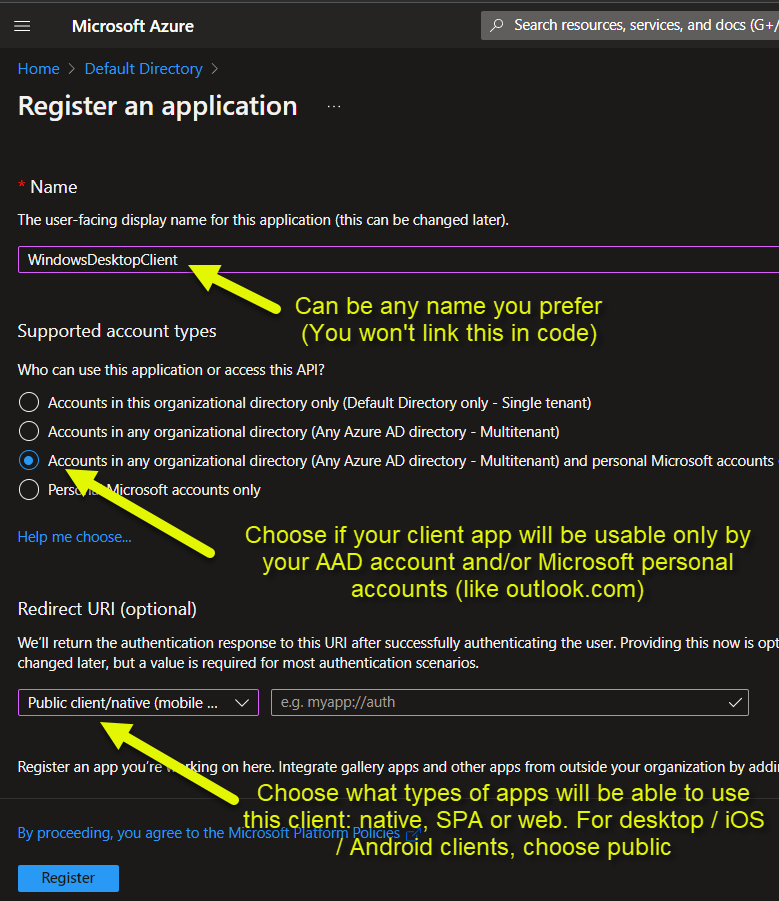 Microsoft Azure
Search resources, services, and docs (G+/
Home > Default Directory >
Register an application ...
* Name
The user-facing display name for this application (this can be changed later).
WindowsDesktopClient
Can be any name you prefer
(You won't link this in code)
Supported account types
Who can use this application or access this API?
Accounts in this organizational directory only (Default Directory only - Single tenant)
Accounts in any organizational directory (Any Azure AD directory - Multitenant)
Accounts in any organizational directory (Any Azure AD directory - Multitenant) and personal Microsoft accounts
Personal Microsoft accounts only
Help me choose...
Choose if your client app will be usable only by
your AAD account and/or Microsoft personal
accounts (like outlook.com)
Redirect URI (optional)
We'll return the authentication response to this URI after successfully authenticating the user. Providing this now is opt
changed later, but a value is required for most authentication scenarios.
Public client/native (mobile ...
e.g. myapp://auth
Register an app you're working on here. Integrate gallery apps and other apps from outside your organization by addi
Choose what types of apps will be able to use
this client: native, SPA or web. For desktop / iOS
/ Android clients, choose public
By proceeding, you agree to the Microsoft Platform Policies
Register